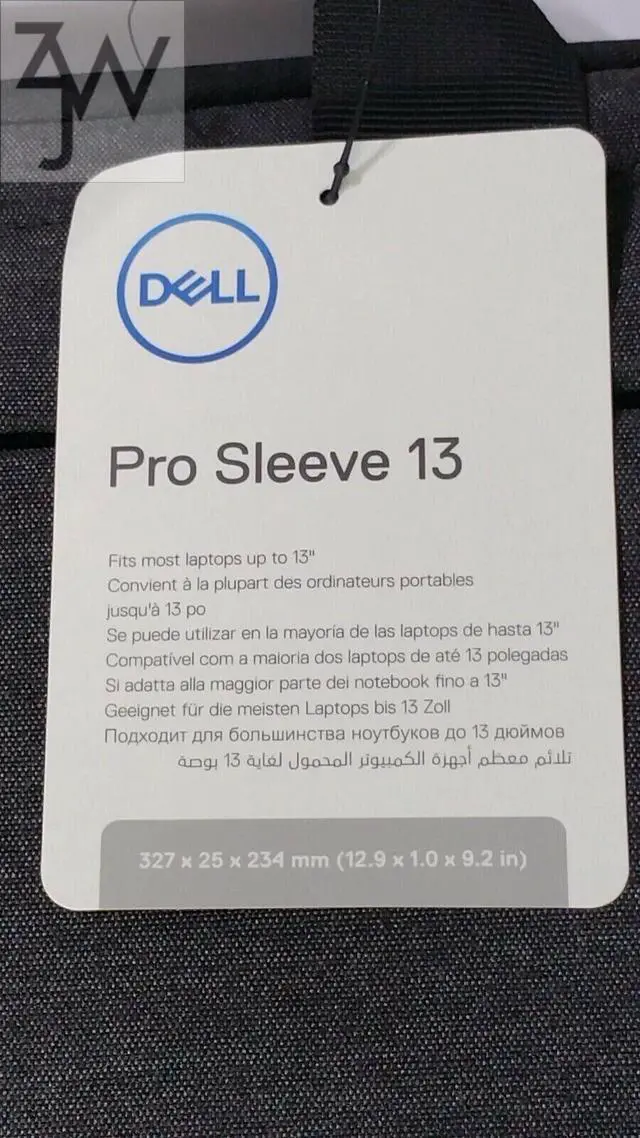 ZJW
DELL
Pro Sleeve 13
Fits most laptops up to 13"
Convient à la plupart des ordinateurs portables
jusqu'à 13 po
Se puede utilizar en la mayoría de las laptops de hasta 13"
Compatível com a maioria dos laptops de até 13 polegadas
Si adatta alla maggior parte dei notebook fino a 13"
Geeignet für die meisten Laptops bis 13 Zoll
Подходит для большинства ноутбуков до 13 дюймов
تلائم معظم أجهزة الكمبيوتر المحمول لغاية 13 بوصة
327 x 25 x 234 mm (12.9 x 1.0 x 9.2 in)